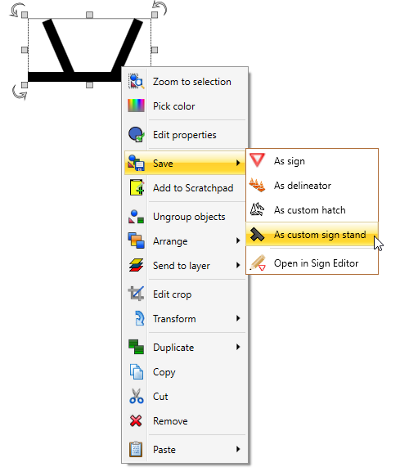 Zoom to selection
Pick color
Edit properties
Save
Add to Scratchpad
Ungroup objects
Arrange
Send to layer
Edit crop
Transform
Duplicate
Copy
Cut
Remove
Paste
As sign
As delineator
As custom hatch
As custom sign stand
Open in Sign Editor